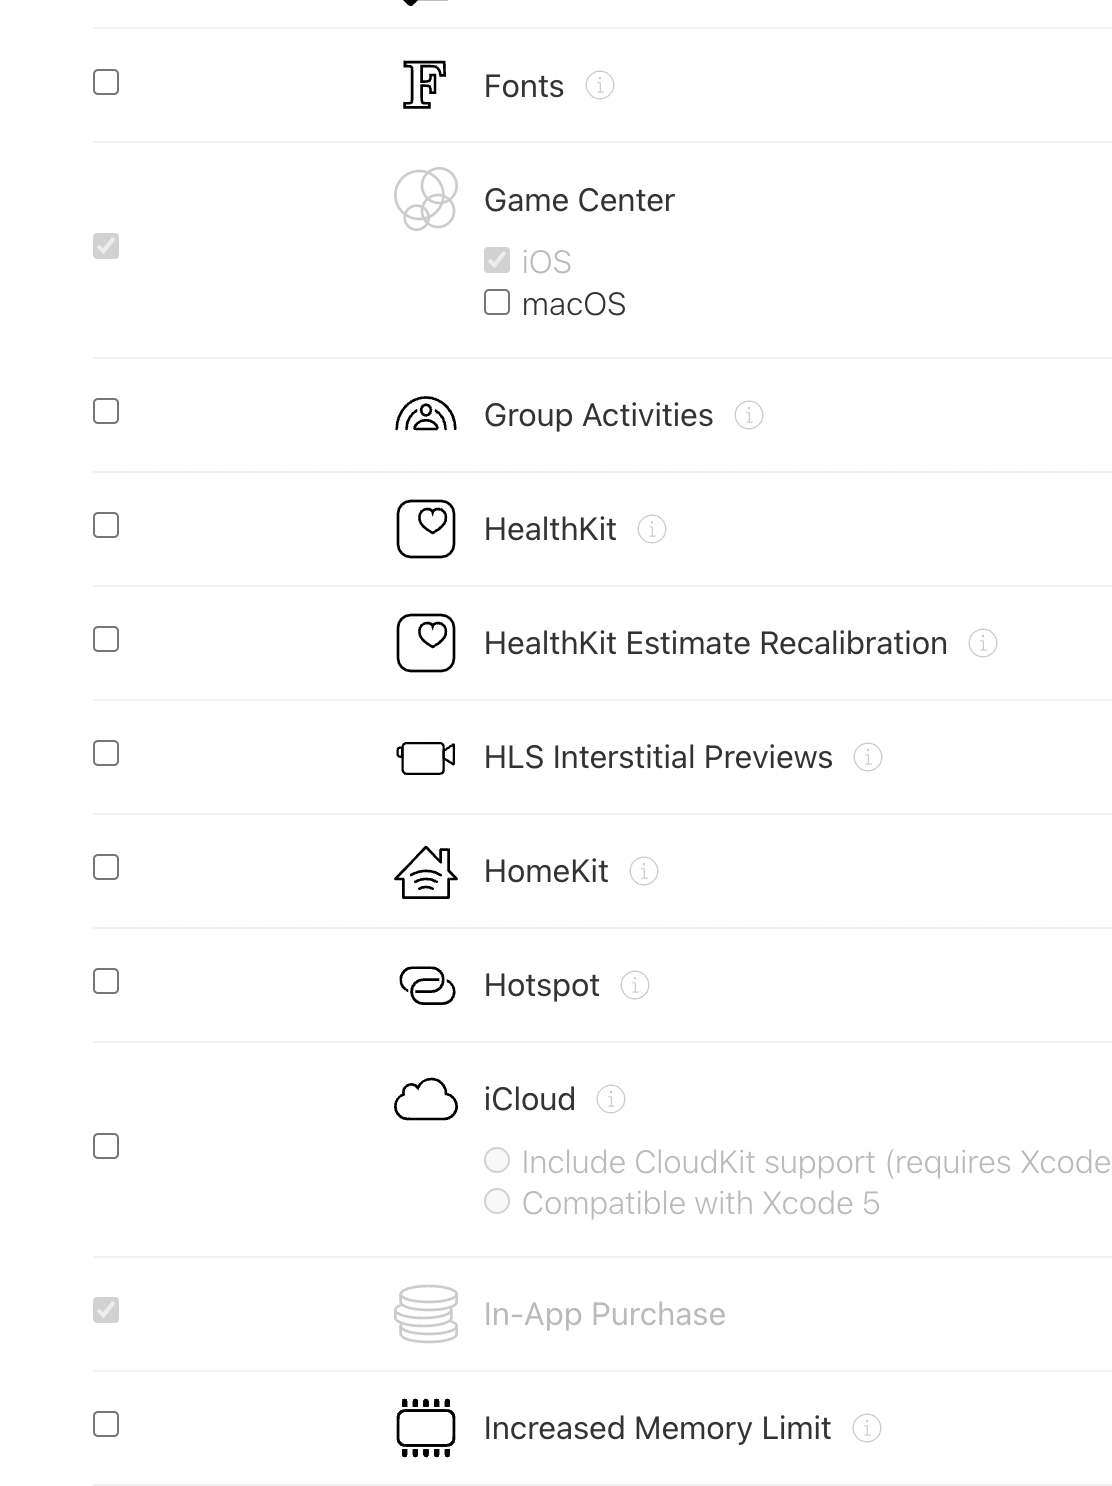 Fonts
Game Center
iOS
macOS
Group Activities
HealthKit
HealthKit Estimate Recalibration
HLS Interstitial Previews
HomeKit
Hotspot
iCloud
Include CloudKit support (requires Xcode
Compatible with Xcode 5
In-App Purchase
Increased Memory Limit